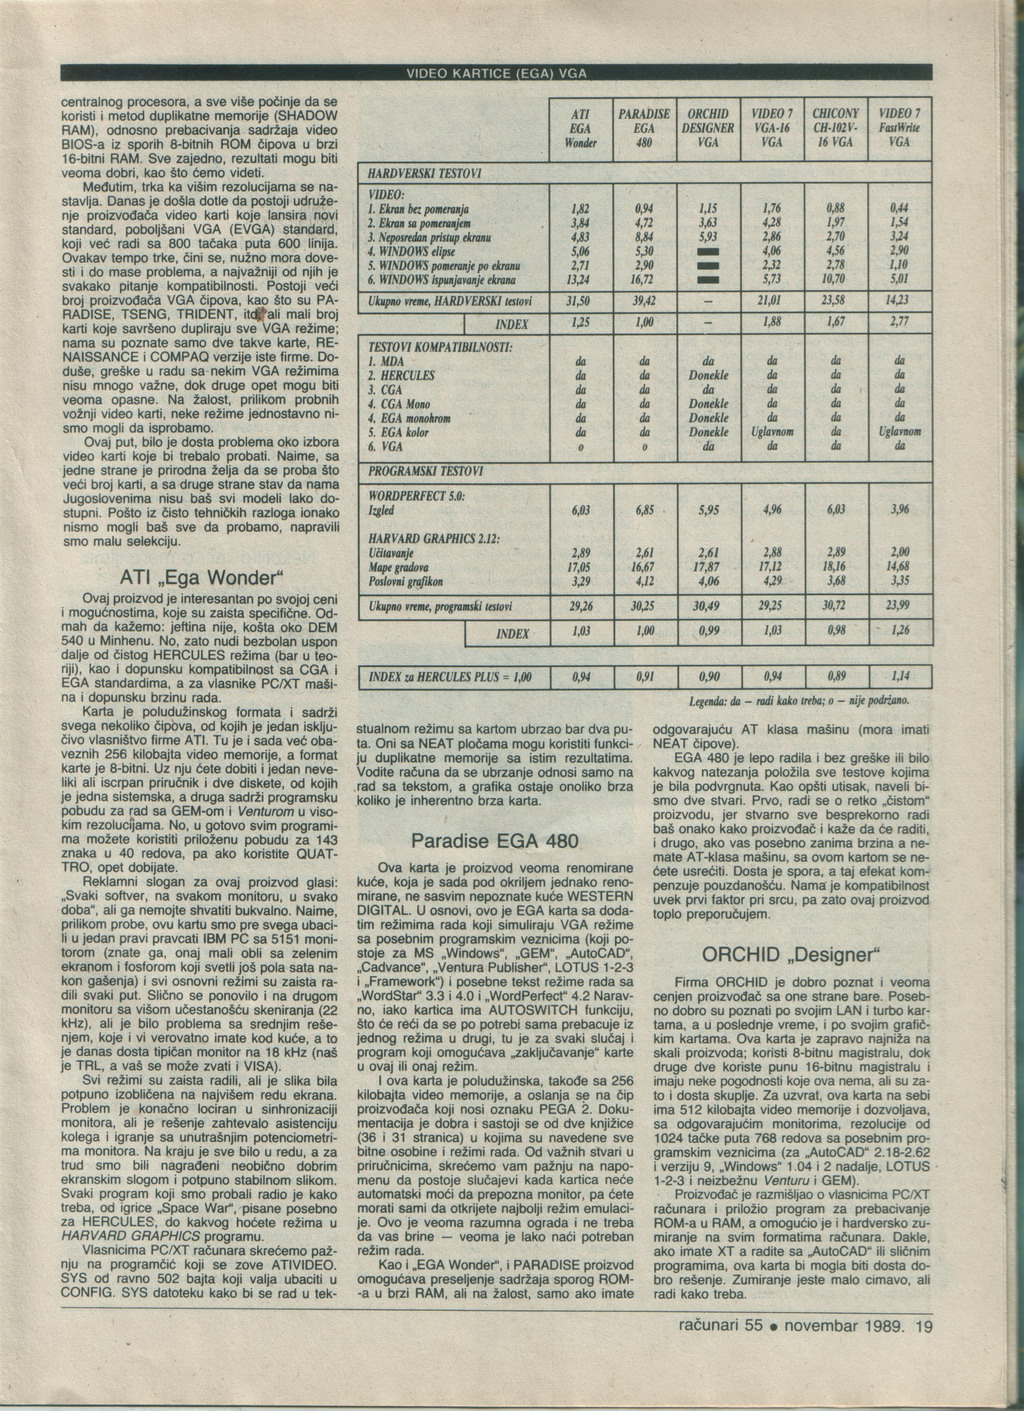 VIDEO KARTICE (EGA) VGA
centralnog procesora, a sve više počinje da se
koristi i metod duplikatne memorije (SHADOW
RAM), odnosno prebacivanja sadržaja video
BIOS-a iz sporih 8-bitnih ROM čipova u brzi
16-bitni RAM. Sve zajedno, rezultati mogu biti
veoma dobri, kao što ćemo videti.
Međutim, trka ka višim rezolucijama se na-
stavlja. Danas je došla dotle da postoji udruže-
nje proizvođača video karti koje lansira novi
standard, poboljšani VGA (EVGA) standard,
koji već radi sa 800 tačaka puta 600 linija.
Ovakav tempo trke, čini se, nužno mora dove-
sti i do mase problema, a najvažniji od njih je
svakako pitanje kompatibilnosti. Postoji veći
broj proizvođača VGA čipova, kao što su PA-
RADISE, TSENG, TRIDENT, itd, ali mali broj
karti koje savršeno dupliraju sve VGA režime;
nama su poznate samo dve takve karte, RE-
NAISSANCE i COMPAQ verzije iste firme. Do-
duše, greške u radu sa nekim VGA režimima
nisu mnogo važne, dok druge opet mogu biti
veoma opasne. Na žalost, prilikom probnih
vožnji video karti, neke režime jednostavno ni-
smo mogli da isprobamo.
Ovaj put, bilo je dosta problema oko izbora
video karti koje bi trebalo probati. Naime, sa
jedne strane je prirodna želja da se proba što
veći broj karti, a sa druge strane stav da nama
Jugoslovenima nisu baš svi modeli lako do-
stupni. Pošto iz čisto tehničkih razloga ionako
nismo mogli baš sve da probamo, napravili
smo malu selekciju.
ATI „Ega Wonder“
Ovaj proizvod je interesantan po svojoj ceni
i mogućnostima, koje su zaista specifične. Od-
mah da kažemo: jeftina nije, košta oko DEM
540 u Minhenu. No, zato nudi bezbolan uspon
dalje od čistog HERCULES režima (bar u teo-
riji), kao i dopunsku kompatibilnost sa CGA i
EGA standardima, a za vlasnike PC/XT maši-
na i dopunsku brzinu rada.
Karta je poludužinskog formata i sadrži
svega nekoliko čipova, od kojih je jedan isklju-
čivo vlasništvo firme ATI. Tu je i sada već oba-
veznih 256 kilobajta video memorije, a format
karte je 8-bitni. Uz nju ćete dobiti i jedan neve-
liki ali iscrpan priručnik i dve diskete, od kojih
je jedna sistemska, a druga sadrži programsku
pobudu za rad sa GEM-om i Venturom u viso-
kim rezolucijama. No, u gotovo svim programi-
ma možete koristiti priloženu pobudu za 143
znaka u 40 redova, pa ako koristite QUAT-
TRO, opet dobijate.
Reklamni slogan za ovaj proizvod glasi:
„Svaki softver, na svakom monitoru, u svako
doba“, ali ga nemojte shvatiti bukvalno. Naime,
prilikom probe, ovu kartu smo pre svega ubaci-
li u jedan pravi pravcati IBM PC sa 5151 moni-
torom (znate ga, onaj mali obli sa zelenim
ekranom i fosforom koji svetli još pola sata na-
kon gašenja) i svi osnovni režimi su zaista ra-
dili svaki put. Slično se ponovilo i na drugom
monitoru sa višom učestanošću skeniranja (22
kHz), ali je bilo problema sa srednjim reše-
njem, koje i vi verovatno imate kod kuće, a to
je danas dosta tipičan monitor na 18 kHz (naš
je TRL, a vaš se može zvati i VISA).
Svi režimi su zaista radili, ali je slika bila
potpuno izobličena na najvišem redu ekrana.
Problem je konačno lociran u sinhronizaciji
monitora, ali je rešenje zahtevalo asistenciju
kolega i igranje sa unutrašnjim potenciometri-
ma monitora. Na kraju je sve bilo u redu, a za
trud smo bili nagrađeni neobično dobrim
ekranskim slogom i potpuno stabilnom slikom.
Svaki program koji smo probali radio je kako
treba, od igrice „Space War“, pisane posebno
za HERCULES, do kakvog hoćete režima u
HARVARD GRAPHICS programu.
Vlasnicima PC/XT računara skrećemo paž-
nju na programčić koji se zove ATIVIDEO.
SYS od ravno 502 bajta koji valja ubaciti u
CONFIG. SYS datoteku kako bi se rad u tek-
ATI EGA Wonder PARADISE EGA 480 ORCHID DESIGNER VGA VIDEO 7 VGA-16 VGA CHICONY CH-102V-16 VGA VIDEO 7 FastWrite VGA
HARDVERSKI TESTOVI
VIDEO:
1. Ekran bez pomeranja 1,82 0,94 1,15 1,76 0,88 0,44
2. Ekran sa pomeranjem 3,84 4,72 3,63 4,28 1,97 1,54
3. Neposredan pristup ekranu 4,83 8,84 5,93 2,86 2,70 3,24
4. WINDOWS elipse 5,06 5,30 — 4,06 4,56 2,90
5. WINDOWS pomeranje po ekranu 2,71 2,90 — 2,32 2,78 1,10
6. WINDOWS ispunjavanje ekrana 13,24 16,72 — 5,73 10,70 5,01
Ukupno vreme, HARDVERSKI testovi 31,50 39,42 – 21,01 23,58 14,23
INDEX 1,25 1,00 – 1,88 1,67 2,77
TESTOVI KOMPATIBILNOSTI:
1. MDA da da da da da da
2. HERCULES da da Donekle da da da
3. CGA da da da da da da
4. CGA Mono da da Donekle da da da
4. EGA monohrom da da Donekle da da da
5. EGA kolor da da Donekle Uglavnom da Uglavnom
6. VGA o o da da da da
PROGRAMSKI TESTOVI
WORDPERFECT 5.0:
Izgled 6,03 6,85 5,95 4,96 6,03 3,96
HARVARD GRAPHICS 2.12:
Učitavanje 2,89 2,61 2,61 2,88 2,89 2,00
Mape gradova 17,05 16,67 17,87 17,12 18,16 14,68
Poslovni grafikon 3,29 4,12 4,06 4,29 3,68 3,35
Ukupno vreme, programski testovi 29,26 30,25 30,49 29,25 30,72 23,99
INDEX 1,03 1,00 0,99 1,03 0,98 1,26
INDEX za HERCULES PLUS = 1,00 0,94 0,91 0,90 0,94 0,89 1,14
Legenda: da — radi kako treba; o — nije podržano.
stualnom režimu sa kartom ubrzao bar dva pu-
ta. Oni sa NEAT pločama mogu koristiti funkci-
ju duplikatne memorije sa istim rezultatima.
Vodite računa da se ubrzanje odnosi samo na
rad sa tekstom, a grafika ostaje onoliko brza
koliko je inherentno brza karta.
Paradise EGA 480
Ova karta je proizvod veoma renomirane
kuće, koja je sada pod okriljem jednako reno-
mirane, ne sasvim nepoznate kuće WESTERN
DIGITAL. U osnovi, ovo je EGA karta sa doda-
tim režimima rada koji simuliraju VGA režime
sa posebnim programskim veznicima (koji po-
stoje za MS „Windows“, „GEM“, „AutoCAD“,
„Cadvance“, „Ventura Publisher“, LOTUS 1-2-3
i „Framework“) i posebne tekst režime rada sa
„WordStar“ 3.3 i 4.0 i „WordPerfect“ 4.2 Narav-
no, iako kartica ima AUTOSWITCH funkciju,
što će reći da se po potrebi sama prebacuje iz
jednog režima u drugi, tu je za svaki slučaj i
program koji omogućava „zaključavanje“ karte
u ovaj ili onaj režim.
I ova karta je poludužinska, takođe sa 256
kilobajta video memorije, a oslanja se na čip
proizvođača koji nosi oznaku PEGA 2. Doku-
mentacija je dobra i sastoji se od dve knjižice
(36 i 31 stranica) u kojima su navedene sve
bitne osobine i režimi rada. Od važnih stvari u
priručnicima, skrećemo vam pažnju na napo-
menu da postoje slučajevi kada kartica neće
automatski moći da prepozna monitor, pa ćete
morati sami da otkrijete najbolji režim emulaci-
je. Ovo je veoma razumna ograda i ne treba
da vas brine — veoma je lako naći potreban
režim rada.
Kao i „EGA Wonder“, i PARADISE proizvod
omogućava preseljenje sadržaja sporog ROM-
-a u brzi RAM, ali na žalost, samo ako imate
odgovarajuću AT klasa mašinu (mora imati
NEAT čipove).
EGA 480 je lepo radila i bez greške ili bilo
kakvog natezanja položila sve testove kojima
je bila podvrgnuta. Kao opšti utisak, naveli bi-
smo dve stvari. Prvo, radi se o retko „čistom“
proizvodu, jer stvarno sve besprekorno radi
baš onako kako proizvođač i kaže da će raditi,
i drugo, ako vas posebno zanima brzina a ne-
mate AT-klasa mašinu, sa ovom kartom se ne-
ćete usrećiti. Dosta je spora, a taj efekat kom-
penzuje pouzdanošću. Nama je kompatibilnost
uvek prvi faktor pri srcu, pa zato ovaj proizvod
toplo preporučujem.
ORCHID „Designer“
Firma ORCHID je dobro poznat i veoma
cenjen proizvođač sa one strane bare. Poseb-
no dobro su poznati po svojim LAN i turbo kar-
tama, a u poslednje vreme, i po svojim grafič-
kim kartama. Ova karta je zapravo najniža na
skali proizvoda; koristi 8-bitnu magistralu, dok
druge dve koriste punu 16-bitnu magistralu i
imaju neke pogodnosti koje ova nema, ali su za-
to i dosta skuplje. Za uzvrat, ova karta na sebi
ima 512 kilobajta video memorije i dozvoljava,
sa odgovarajućim monitorima, rezolucije od
1024 tačke puta 768 redova sa posebnim pro-
gramskim veznicima (za „AutoCAD“ 2.18-2.62
i verziju 9, „Windows“ 1.04 i 2 nadalje, LOTUS
1-2-3 i neizbežnu Venturu i GEM).
Proizvođač je razmišljao o vlasnicima PC/XT
računara i priložio program za prebacivanje
ROM-a u RAM, a omogućio je i hardversko zu-
miranje na svim formatima računara. Dakle,
ako imate XT a radite sa „AutoCAD“ ili sličnim
programima, ova karta bi mogla biti dosta do-
bro rešenje. Zumiranje jeste malo cimavo, ali
radi kako treba.
računari 55 • novembar 1989. 19